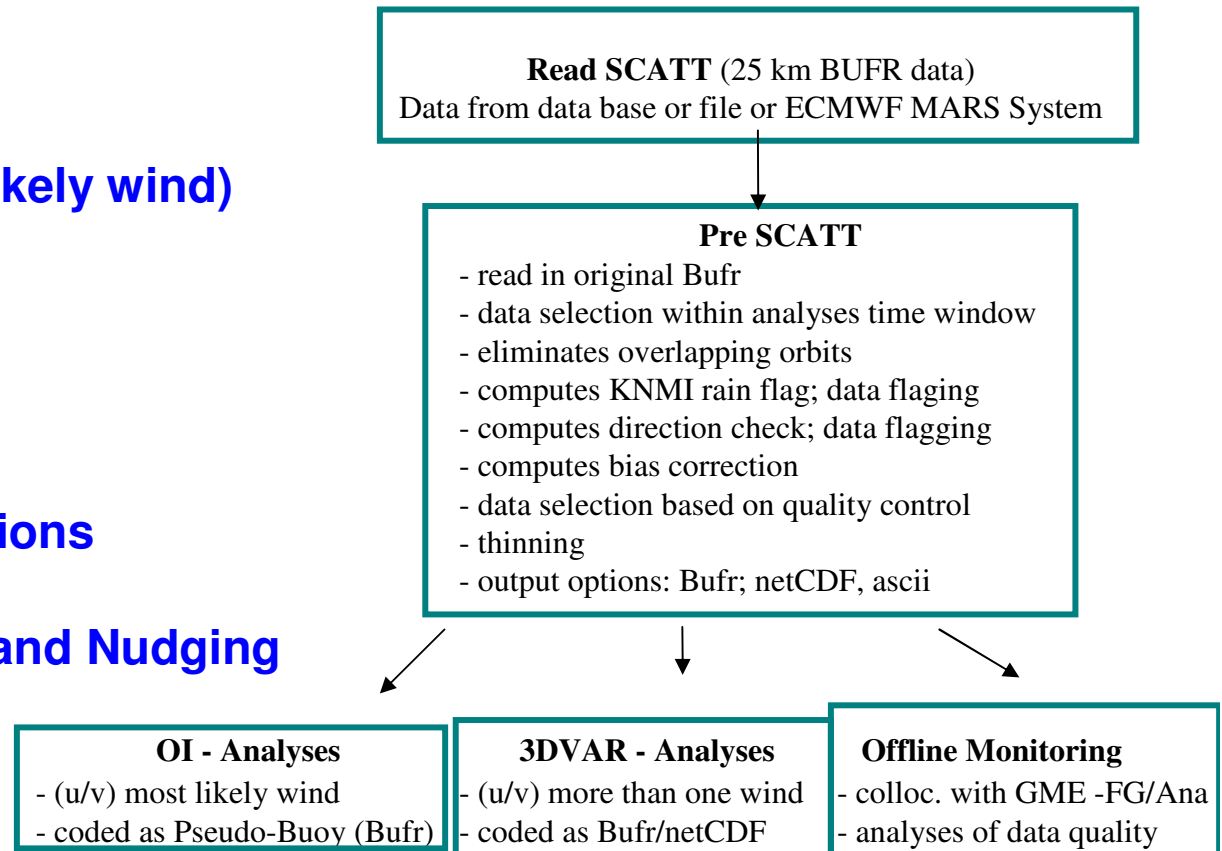 Read SCATT (25 km BUFR data)
Data from data base or file or ECMWF MARS System
kely wind)
Pre SCATT
- read in original Bufr
- data selection within analyses time window
- eliminates overlapping orbits
- computes KNMI rain flag; data flaging
- computes direction check; data flagging
- computes bias correction
- data selection based on quality control
- thinning
- output options: Bufr; netCDF, ascii
ions
and Nudging
OI - Analyses
- (u/v) most likely wind
- coded as Pseudo-Buoy (Bufr)
3DVAR - Analyses
- (u/v) more than one wind
- coded as Bufr/netCDF
Offline Monitoring
- colloc. with GME -FG/Ana
- analyses of data quality